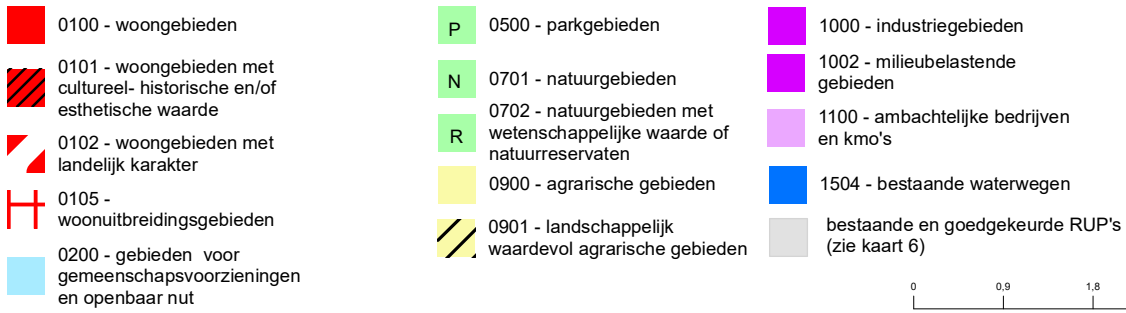 0100 - woongebieden
0101 - woongebieden met
cultureel- historische en/of
esthetische waarde
0102 - woongebieden met
landelijk karakter
0105 -
woonuitbreidingsgebieden
0200 - gebieden  voor
gemeenschapsvoorzieningen
en openbaar nut
P
0500 - parkgebieden
N
0701 - natuurgebieden
R
0702 - natuurgebieden met
wetenschappelijke waarde of
natuurreservaten
0900 - agrarische gebieden
0901 - landschappelijk
waardevol agrarische gebieden
1000 - industriegebieden
1002 - milieubelastende
gebieden
1100 - ambachtelijke bedrijven
en kmo's
1504 - bestaande waterwegen
bestaande en goedgekeurde RUP's
(zie kaart 6)
0 0,9 1,8